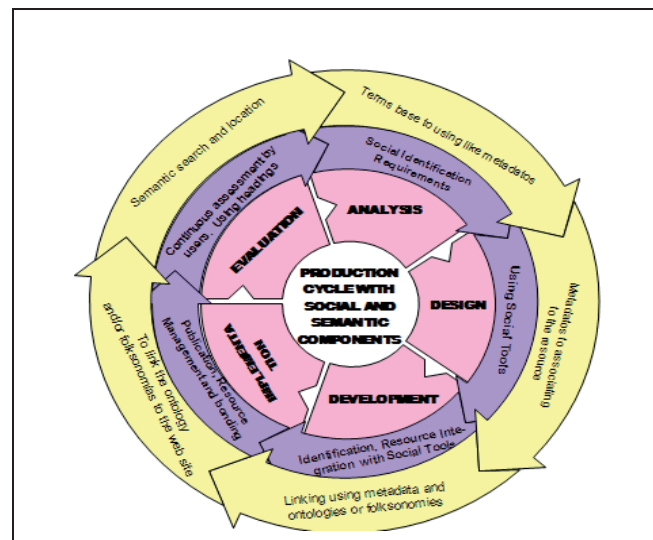 Semantic search and location
Terms base to using like metadatos
Metadatos to associating
to the resource
Linking using metadata and
ontologies or folksonomies
To link the ontology
and/or folksonomias to the web site
Continuous assessment by
users. Using headings
Social Identification
Requirements
Using Social Tools
Identification, Resource Inte-
gration with Social Tools
Publication, Resource
Management and bonding
EVALUATION
ANALYSIS
DESIGN
DEVELOPMENT
IMPLEMENTA
TION
PRODUCTION
CYCLE WITH
SOCIAL AND
SEMANTIC
COMPONENTS